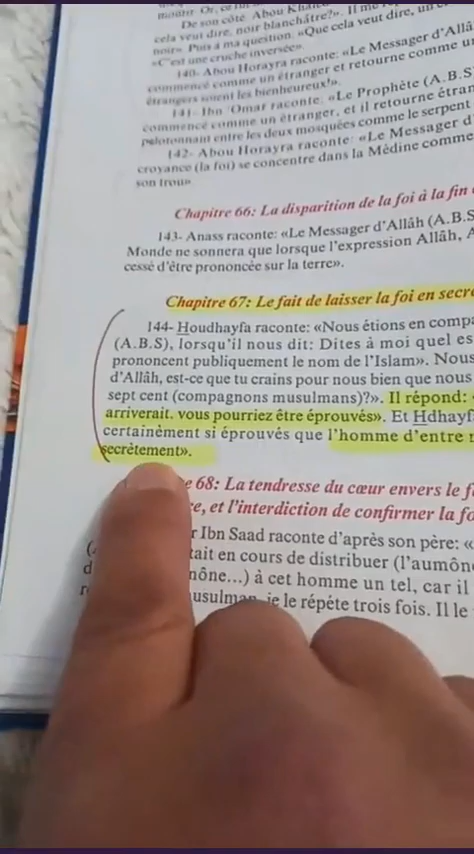 De son côté Abou Khâl
cela veut dire, noir blanchâtre?». Il me rép
noir». Puis à ma question: «Que cela veut dire, un
«C'est une cruche inversée».
140- Abou Horayra raconte: «Le Messager d'Allâ
commencé comme un étranger et retourne comme u
étrangers soient les bienheureux!».
141- Ibn Omar raconte: «Le Prophète (A.B.S
commencé comme un étranger, et il retourne étran
pelotonnant entre les deux mosquées comme le serpent
142- Abou Horayra raconte: «Le Messager d
croyance (la foi) se concentre dans la Médine comme
son trou»
Chapitre 66: La disparition de la foi à la fin
143- Anass raconte: «Le Messager d'Allâh (A.B.S
Monde ne sonnera que lorsque l'expression Allâh, A
cessé d'être prononcée sur la terre».
Chapitre 67: Le fait de laisser la foi en secre
144- Houdhayfa raconte: «Nous étions en compa
(A.B.S), lorsqu'il nous dit: Dites à moi quel es
prononcent publiquement le nom de l'Islam». Nous
d'Allâh, est-ce que tu crains pour nous bien que nous
sept cent (compagnons musulmans)?». Il répond: «
arriverait. vous pourriez être éprouvés». Et Hdhayf
certainement si éprouvés que l'homme d'entre
secrètement».
e 68: La tendresse du cœur envers le f
re, et l'interdiction de confirmer la fo
r Ibn Saad raconte d'après son père: «
tait en cours de distribuer (l'aumôn
nône...) à cet homme un tel, car il
usulman, je le répéte trois fois. Il le